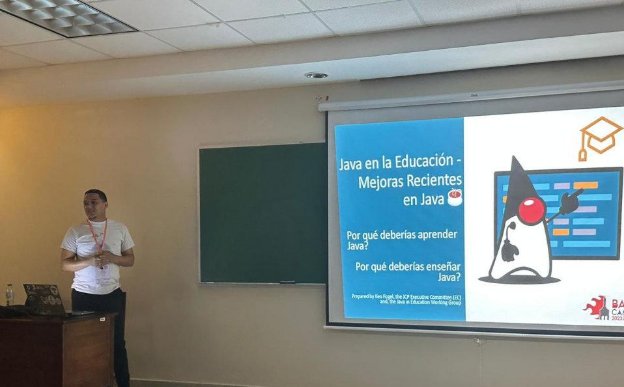 Java en la Educación -
Mejoras Recientes
en Java
Por qué deberías aprender
Java?
Por qué deberías enseñar
Java?
Prepared by Ken Fogel, the JCP Executive Committee (EC)
and, the Java in Education Working Group